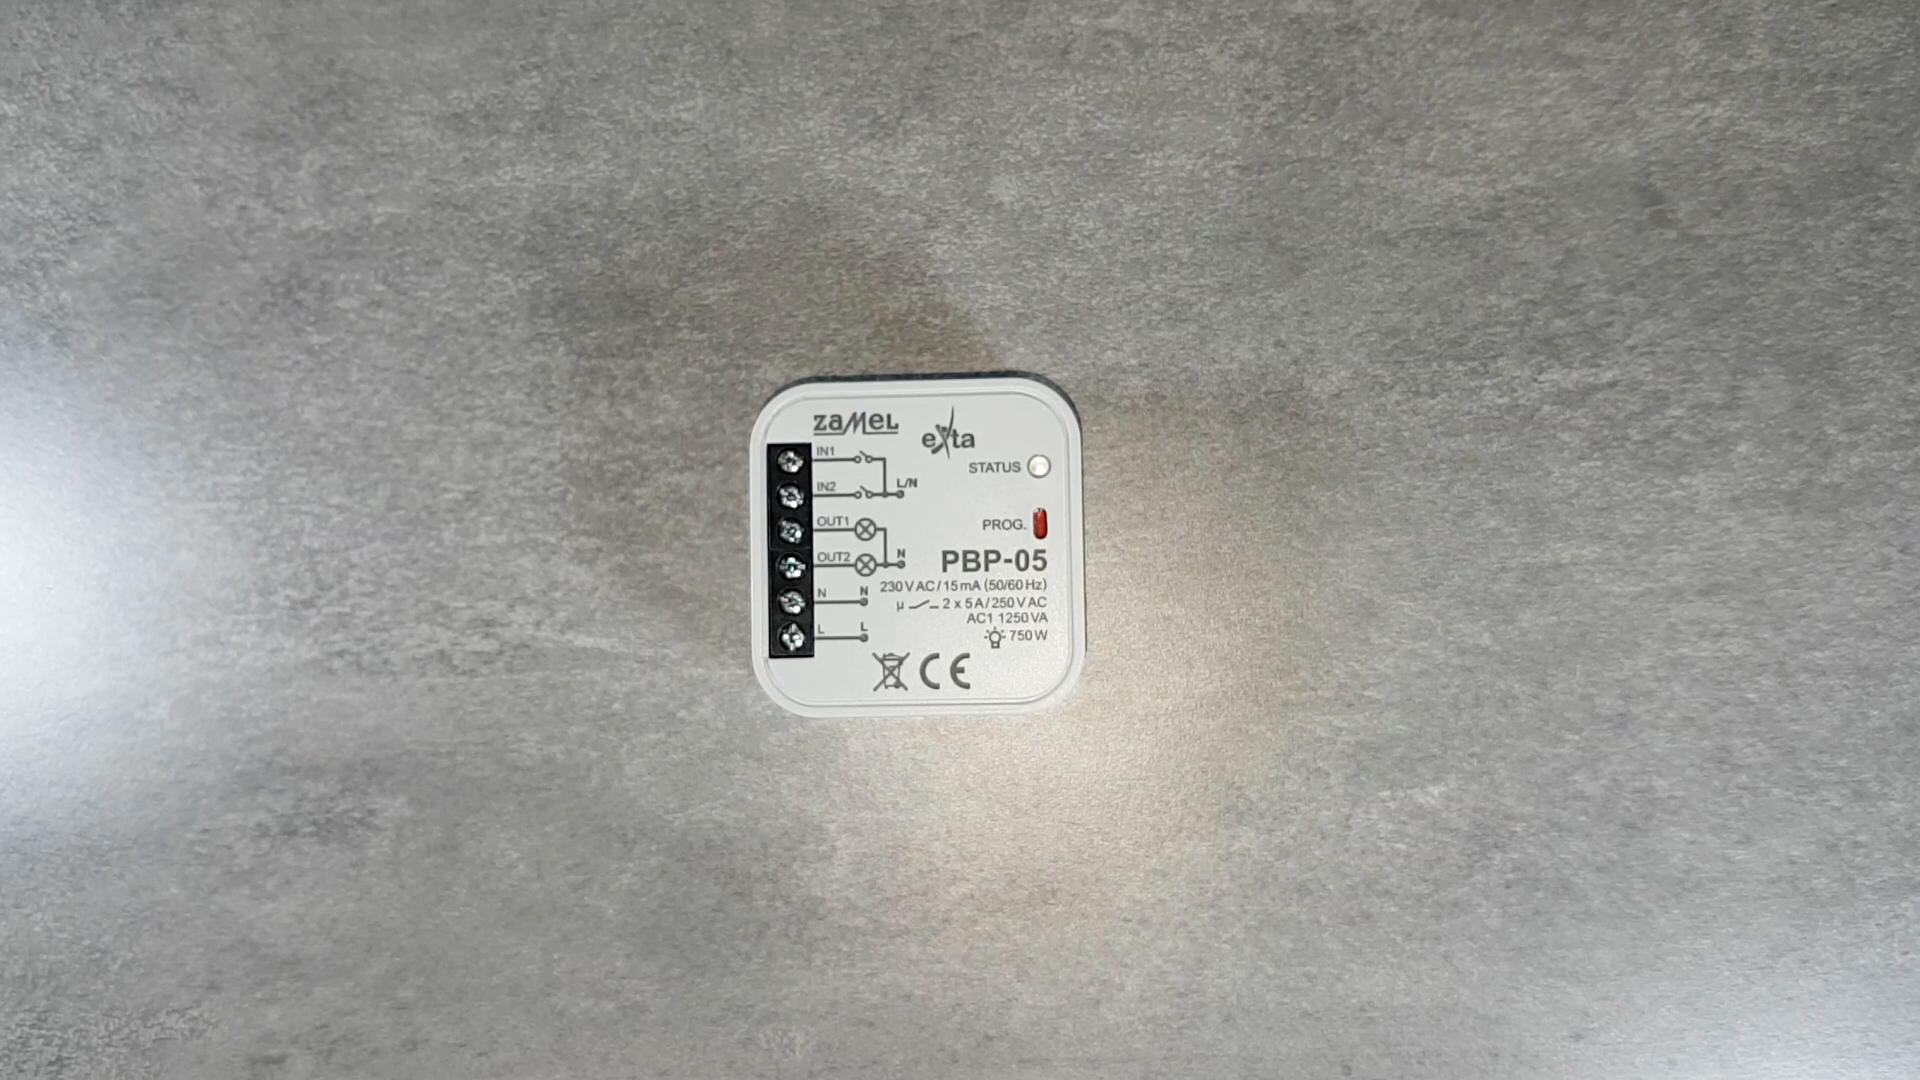 zaMeL
exta
IN1
STATUS
IN2
L/N
OUT1
PROG.
OUT2
N
PBP-05
230 V AC / 15 mA (50/60 Hz)
N N
µ 2 x 5 A / 250 V AC
AC1 1250 VA
L L
750 W
CE